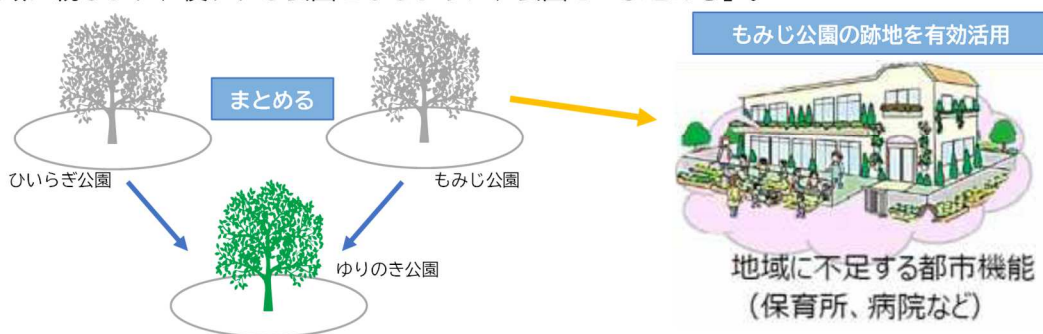 もみじ公園の跡地を有効活用
まとめる
ひいらぎ公園
もみじ公園
ゆりのき公園
地域に不足する都市機能
（保育所、病院など）